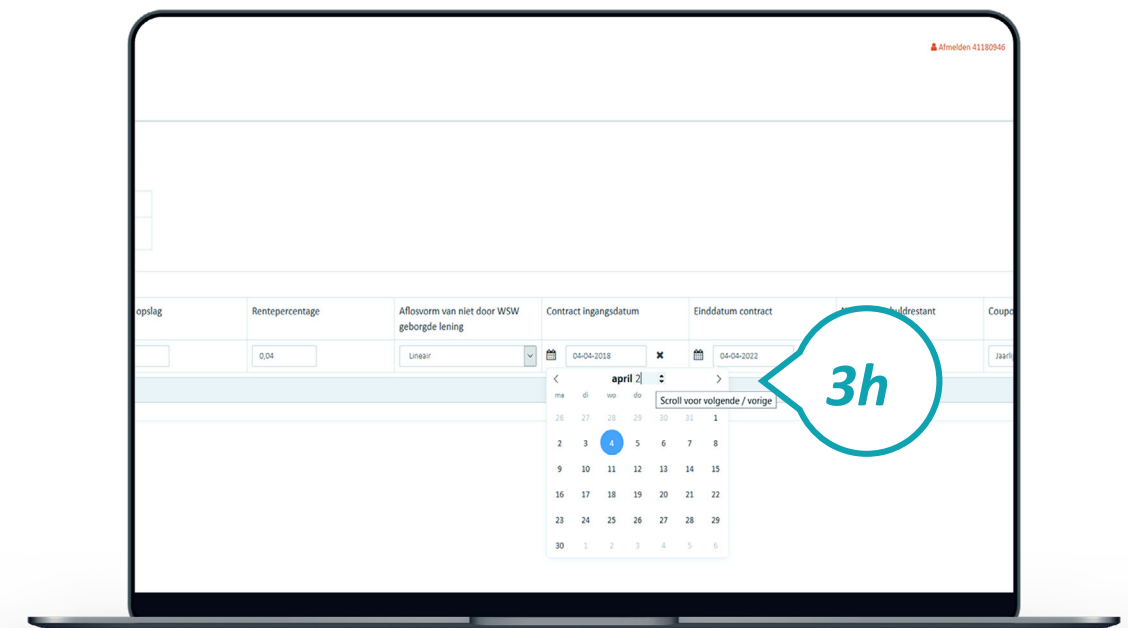 Afmelden 41180946
opslag
Rentepercentage
Aflosvorm van niet door WSW
geborgde lening
Contract ingangsdatum
Einddatum contract
0,04
Lineair
04-04-2018
04-04-2022
april 2
ma di wo do
Scroll voor volgende / vorige
26 27 28 29 30 31 1
2 3 4 5 6 7 8
9 10 11 12 13 14 15
16 17 18 19 20 21 22
23 24 25 26 27 28 29
30 1 2 3 4 5 6
3h